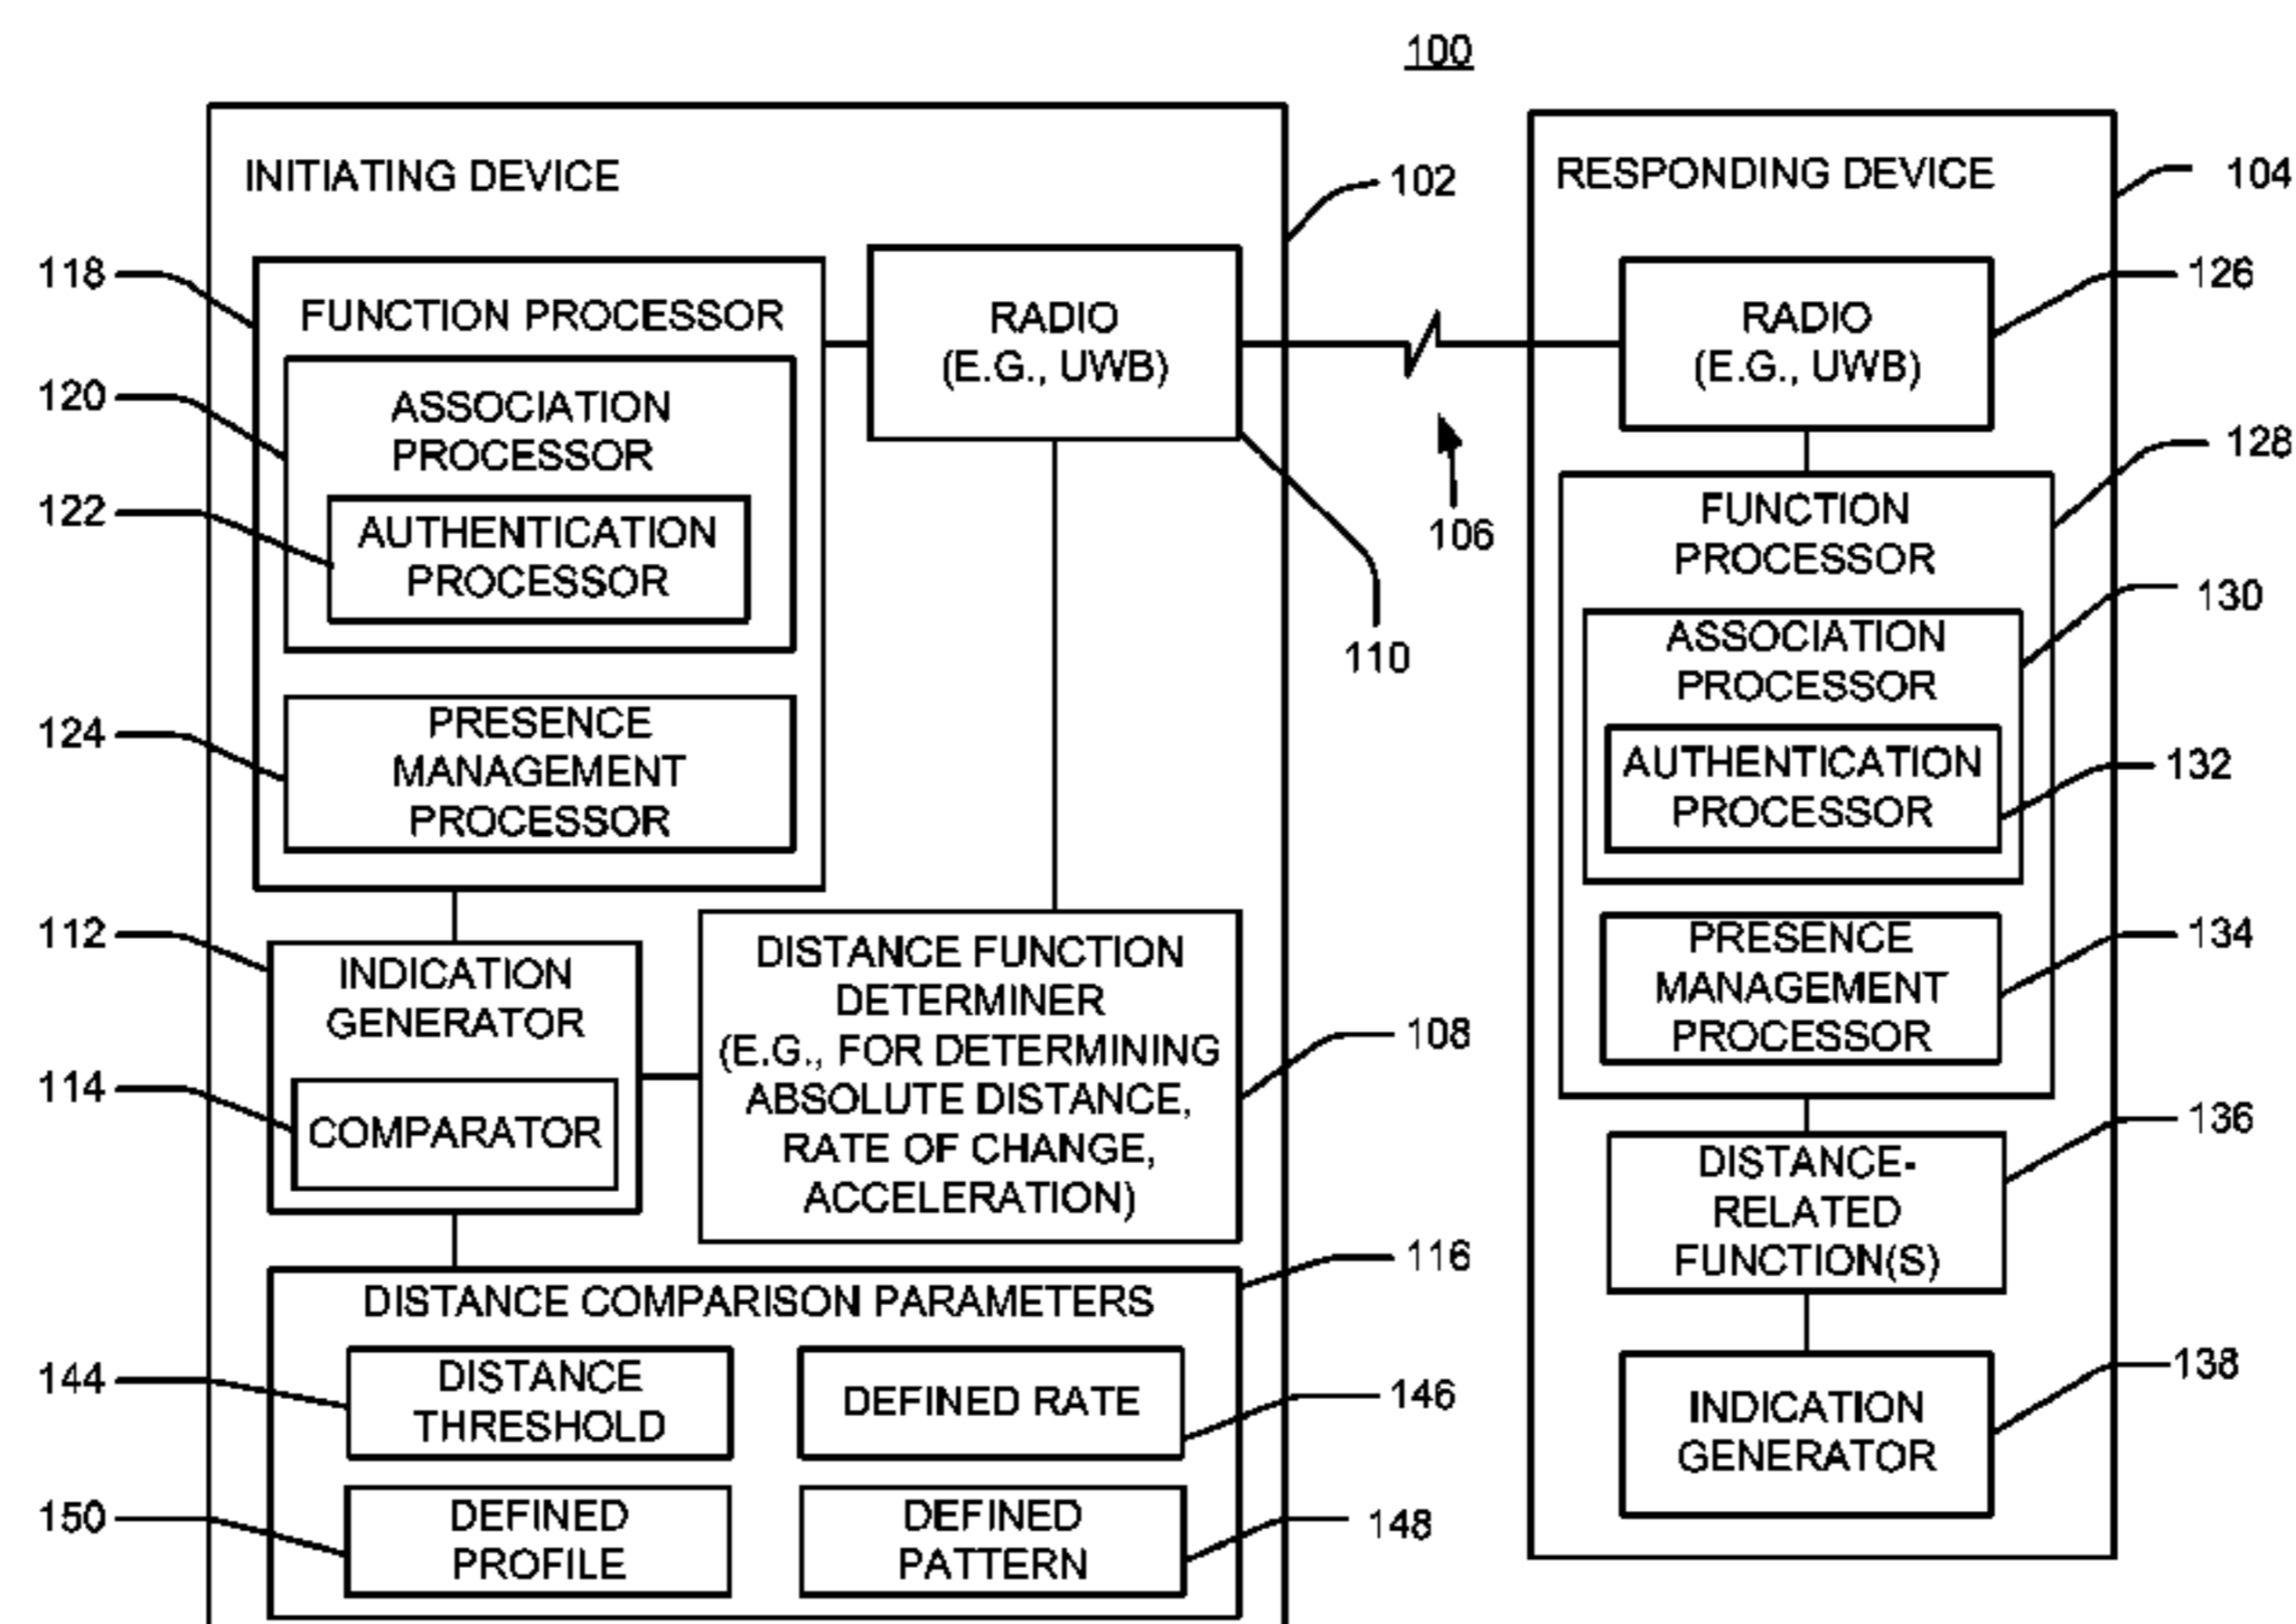 100
INITIATING DEVICE
102
118
FUNCTION PROCESSOR
RADIO
(E.G., UWB)
120
ASSOCIATION
PROCESSOR
122
AUTHENTICATION
PROCESSOR
110
124
PRESENCE
MANAGEMENT
PROCESSOR
112
INDICATION
GENERATOR
114
COMPARATOR
DISTANCE FUNCTION
DETERMINER
(E.G., FOR DETERMINING
ABSOLUTE DISTANCE,
RATE OF CHANGE,
ACCELERATION)
108
116
DISTANCE COMPARISON PARAMETERS
144
DISTANCE
THRESHOLD
DEFINED RATE
146
150
DEFINED
PROFILE
DEFINED
PATTERN
148
106
RESPONDING DEVICE
104
RADIO
(E.G., UWB)
126
128
FUNCTION
PROCESSOR
130
ASSOCIATION
PROCESSOR
AUTHENTICATION
PROCESSOR
132
PRESENCE
MANAGEMENT
PROCESSOR
134
136
DISTANCE-
RELATED
FUNCTION(S)
138
INDICATION
GENERATOR